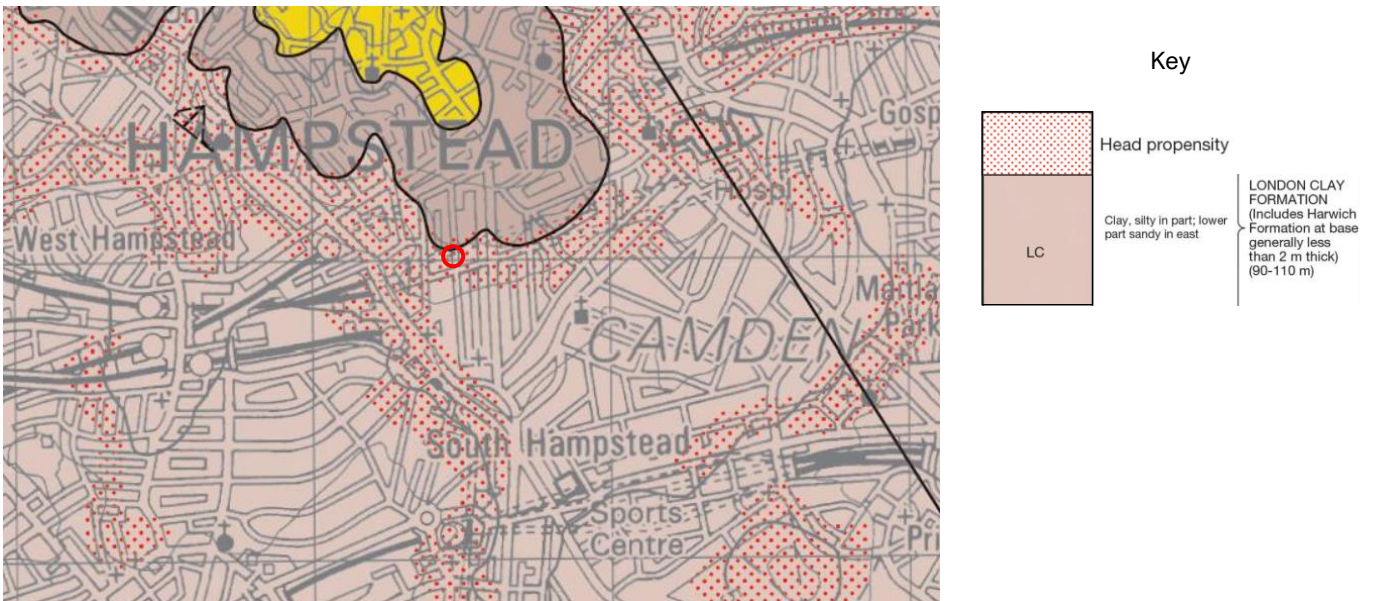 HAMPSTEAD
Gosp
Hospl
West Hampstead
CAMDEN
Park
South Hampstead
Sports
Centre
Pri
Key
Head propensity
LC
Clay, silty in part; lower
part sandy in east
LONDON CLAY
FORMATION
(Includes Harwich
Formation at base
generally less
than 2 m thick)
(90-110 m)